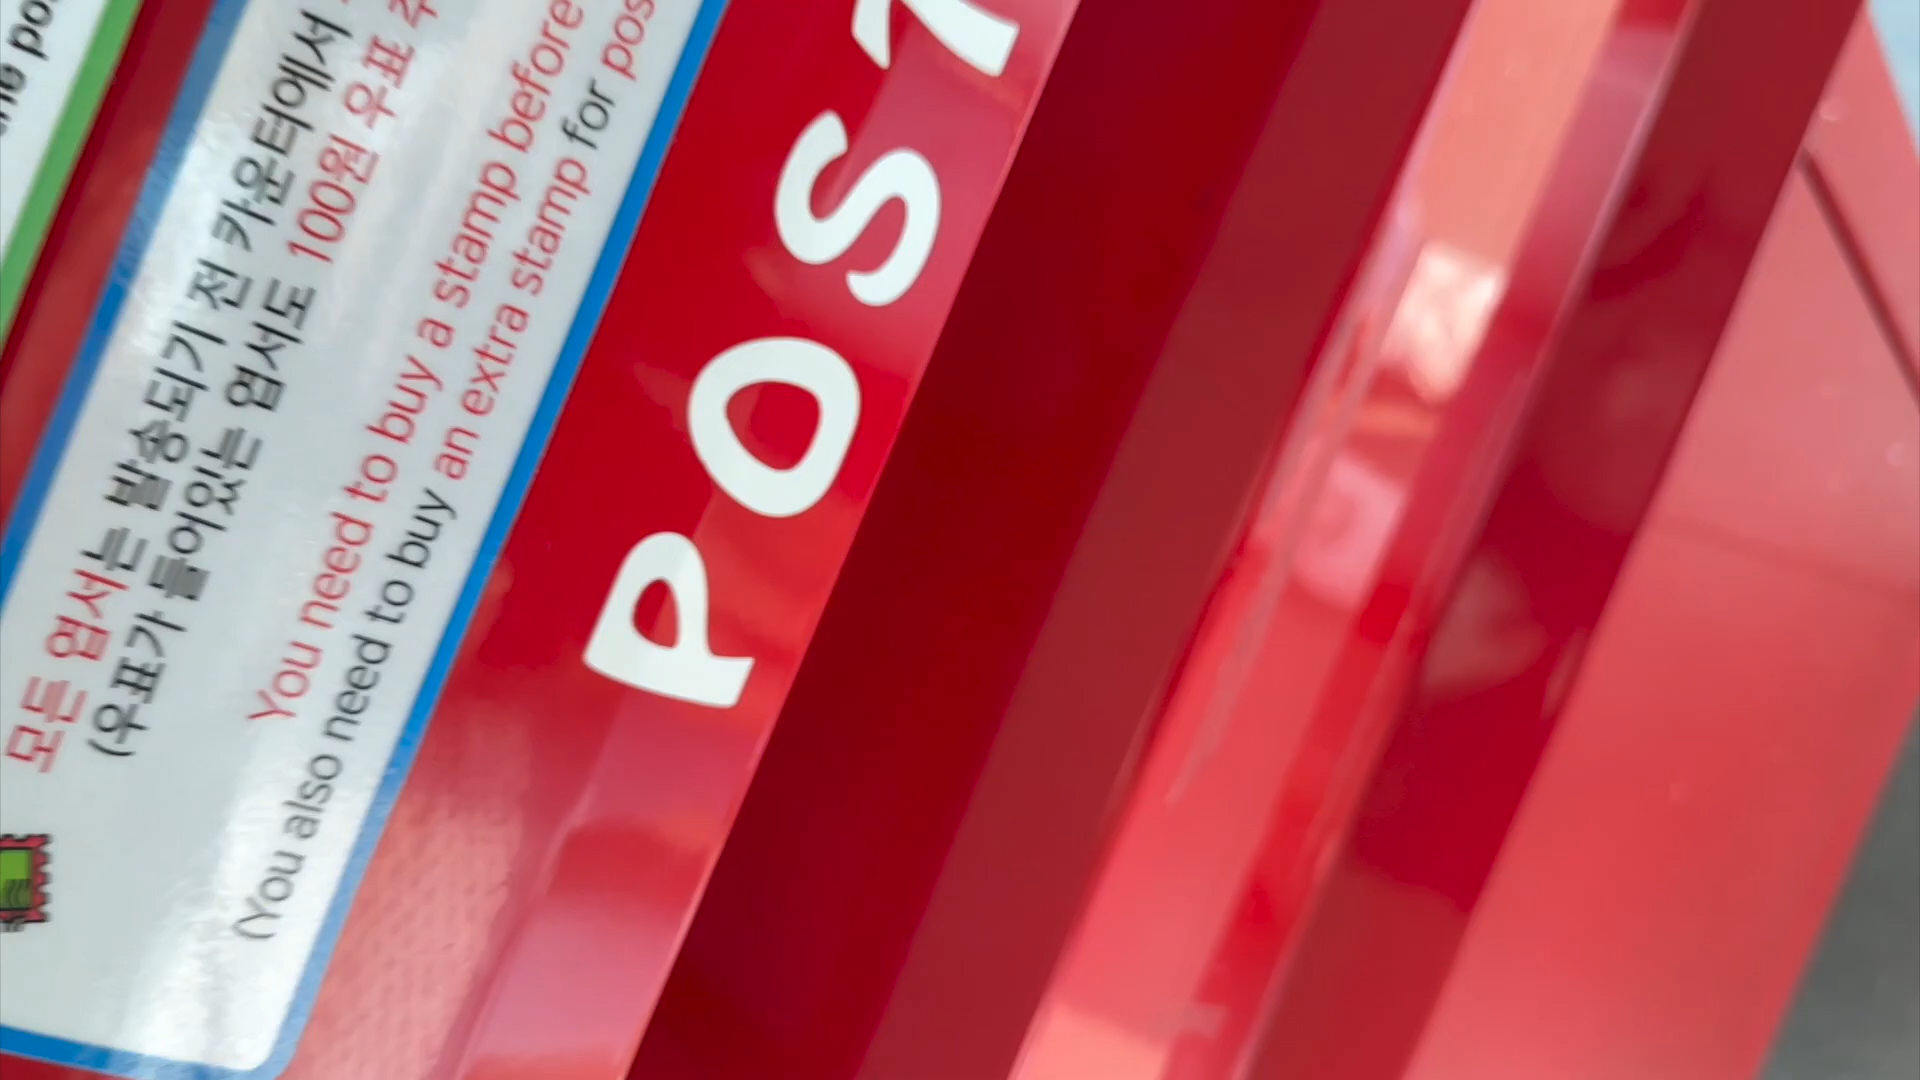 모든 엽서는 발송되기 전 카운터에서
(우표가 들어있는 엽서도 100원 우표
You need to buy a stamp before
(You also need to buy an extra stamp for
POST